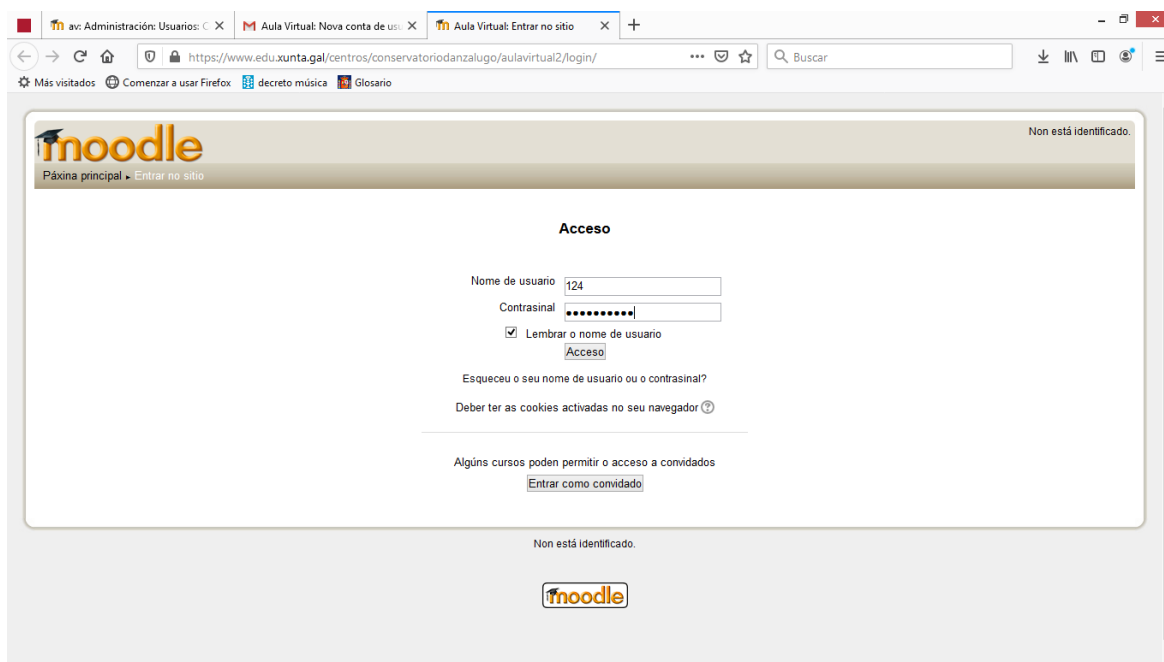 av: Administración: Usuarios: C
Aula Virtual: Nova conta de usu
Aula Virtual: Entrar no sitio
https://www.edu.xunta.gal/centros/conservatoriodanzalugo/aulavirtual2/login/
Buscar
Más visitados
Comenzar a usar Firefox
decreto música
Glosario
moodle
Non está identificado.
Páxina principal ▸ Entrar no sitio
Acceso
Nome de usuario 124
Contrasinal ••••••••••
Lembrar o nome de usuario
Acceso
Esqueceu o seu nome de usuario ou o contrasinal?
Deber ter as cookies activadas no seu navegador ?
Algúns cursos poden permitir o acceso a convidados
Entrar como convidado
Non está identificado.
moodle